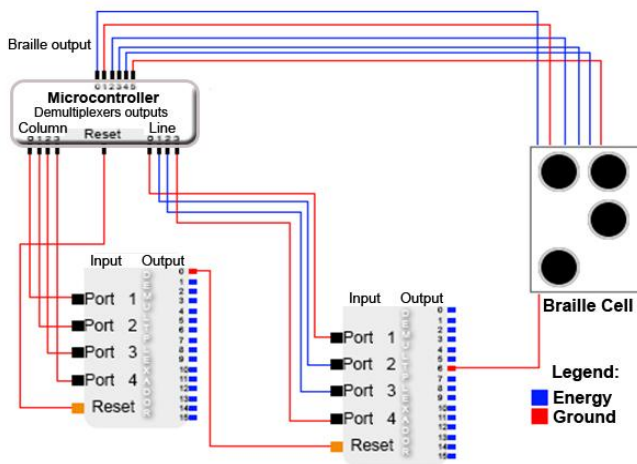 Braille output
0 1 2 3 4 5
Microcontroller
Demultiplexers outputs
Column Reset Line
0 1 2 3 0 1 2 3
Input Output
Port 1
Port 2
Port 3
Port 4
Reset
DEMULTIPLEXADOR
0
1
2
3
4
5
6
7
8
9
10
11
12
13
14
15
Input Output
Port 1
Port 2
Port 3
Port 4
Reset
DEMULTIPLEXADOR
0
1
2
3
4
5
6
7
8
9
10
11
12
13
14
15
Braille Cell
Legend:
Energy
Ground